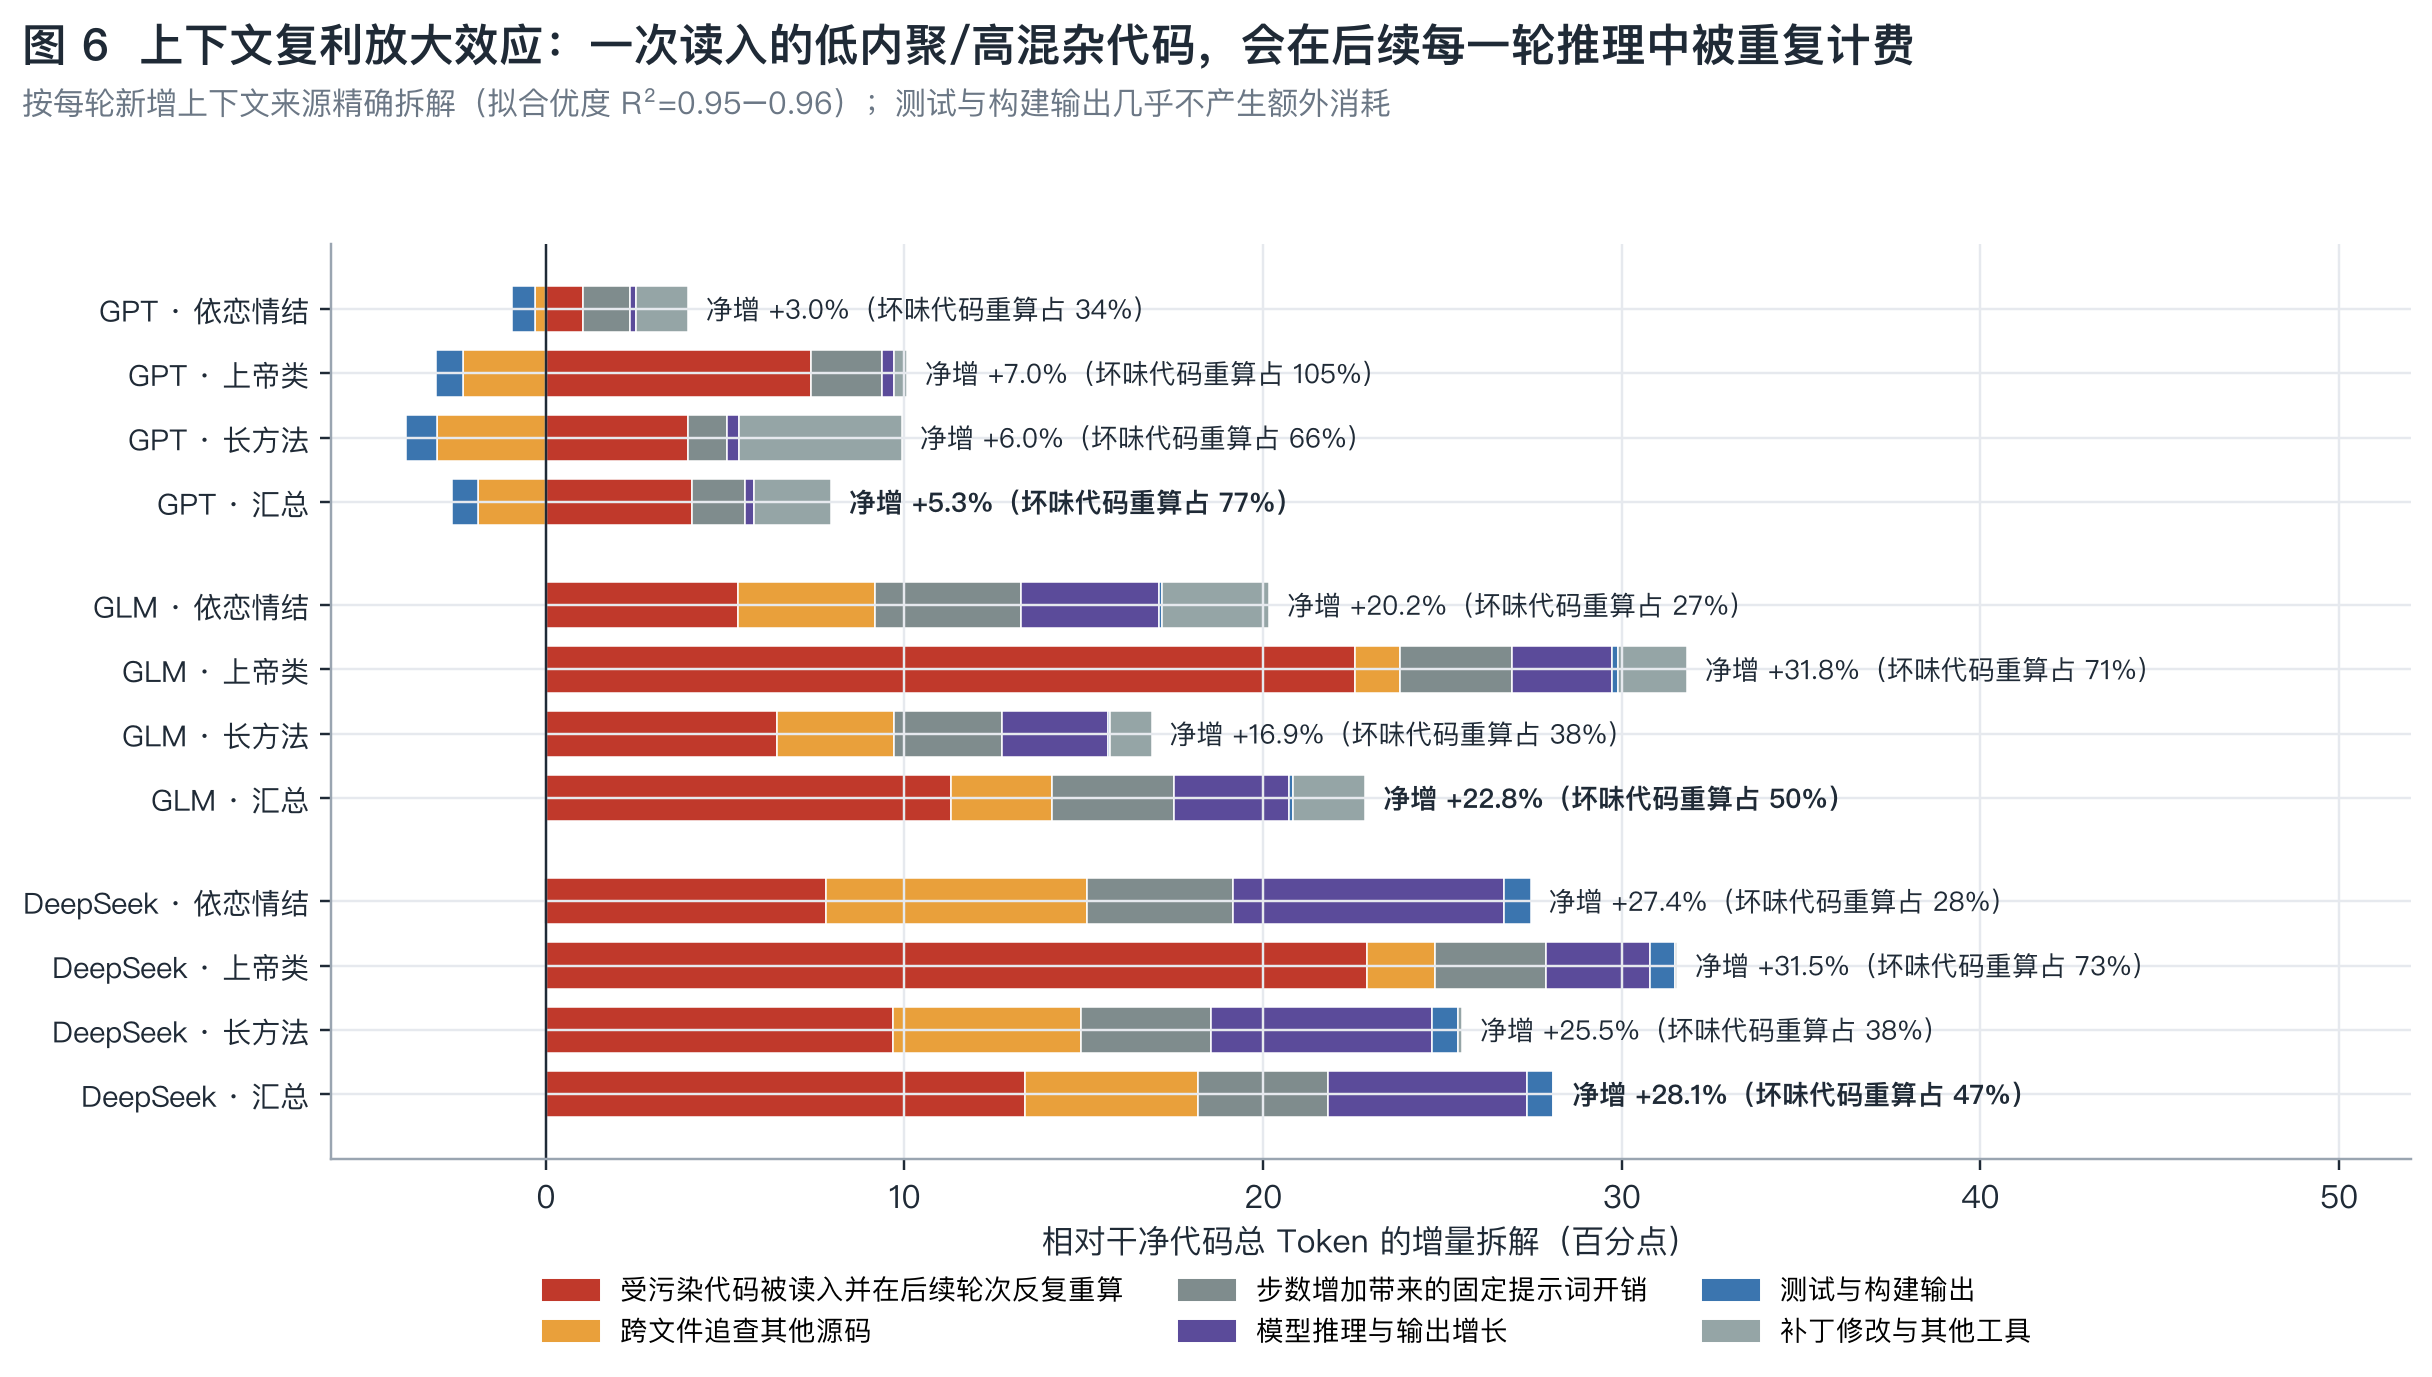 图 6 上下文复利放大效应：一次读入的低内聚/高混杂代码，会在后续每一轮推理中被重复计费
按每轮新增上下文来源精确拆解（拟合优度 R²=0.95—0.96）；测试与构建输出几乎不产生额外消耗
GPT · 依恋情结 净增 +3.0%（坏味代码重算占 34%）
GPT · 上帝类 净增 +7.0%（坏味代码重算占 105%）
GPT · 长方法 净增 +6.0%（坏味代码重算占 66%）
GPT · 汇总 净增 +5.3%（坏味代码重算占 77%）
GLM · 依恋情结 净增 +20.2%（坏味代码重算占 27%）
GLM · 上帝类 净增 +31.8%（坏味代码重算占 71%）
GLM · 长方法 净增 +16.9%（坏味代码重算占 38%）
GLM · 汇总 净增 +22.8%（坏味代码重算占 50%）
DeepSeek · 依恋情结 净增 +27.4%（坏味代码重算占 28%）
DeepSeek · 上帝类 净增 +31.5%（坏味代码重算占 73%）
DeepSeek · 长方法 净增 +25.5%（坏味代码重算占 38%）
DeepSeek · 汇总 净增 +28.1%（坏味代码重算占 47%）
0 10 20 30 40 50
相对干净代码总 Token 的增量拆解（百分点）
受污染代码被读入并在后续轮次反复重算 步数增加带来的固定提示词开销 测试与构建输出
跨文件追查其他源码 模型推理与输出增长 补丁修改与其他工具